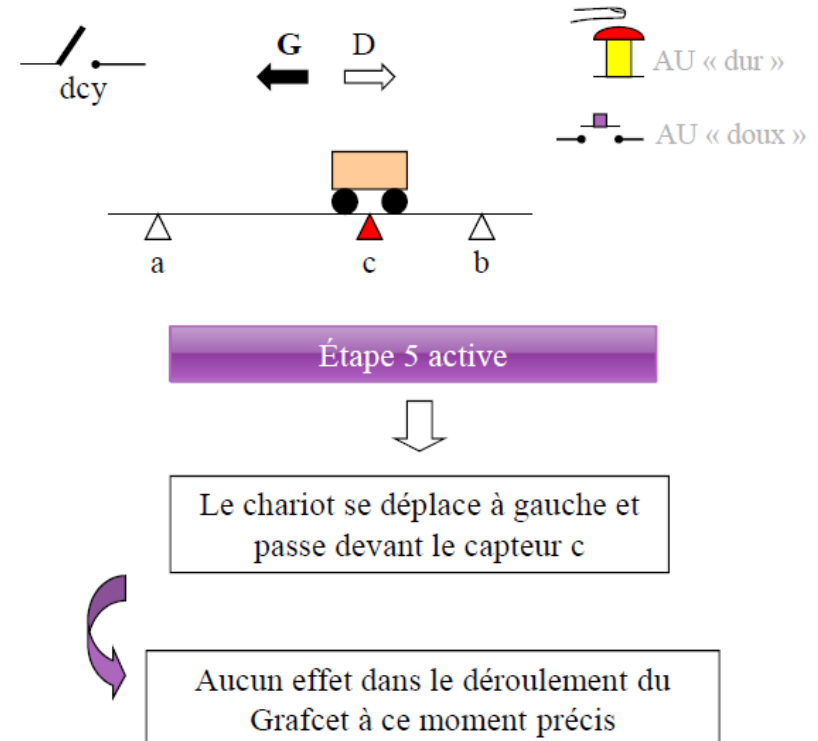 G D
dcy
AU « dur »
AU « doux »
a c b
Étape 5 active
Le chariot se déplace à gauche et
passe devant le capteur c
Aucun effet dans le déroulement du
Grafcet à ce moment précis